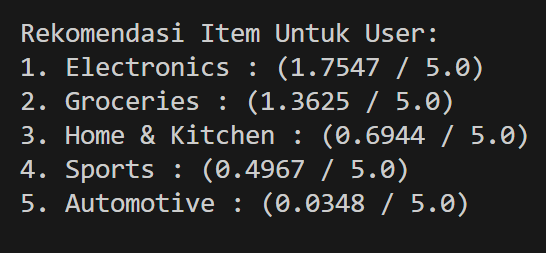 Rekomendasi Item Untuk User:
1. Electronics : (1.7547 / 5.0)
2. Groceries : (1.3625 / 5.0)
3. Home & Kitchen : (0.6944 / 5.0)
4. Sports : (0.4967 / 5.0)
5. Automotive : (0.0348 / 5.0)